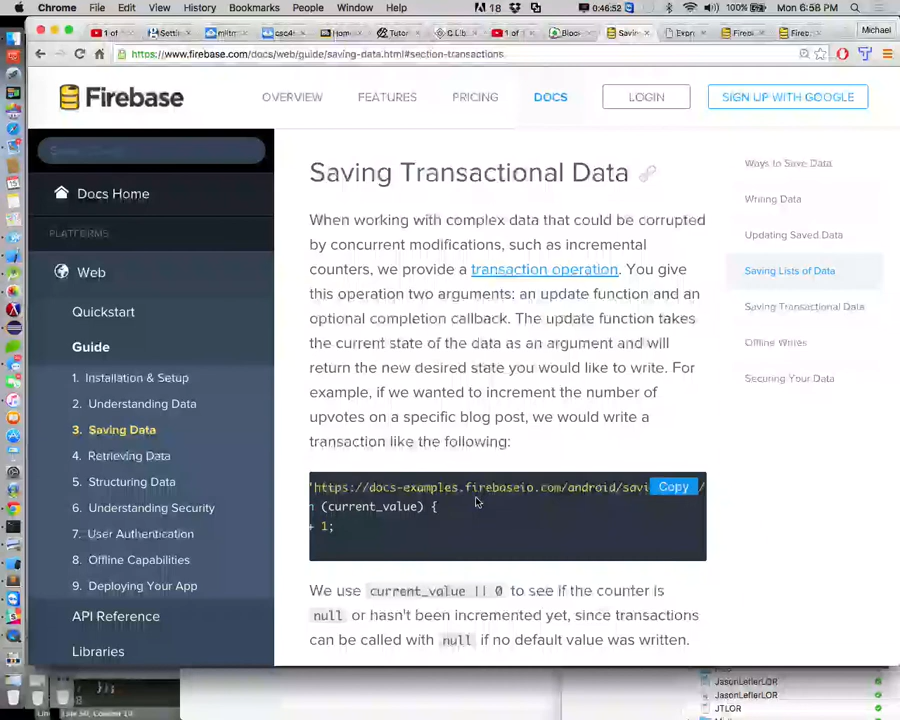 Chrome File Edit View History Bookmarks People Window Help
18 0:46:52 100% Mon 6:58 PM
Michael
https://www.firebase.com/docs/web/guide/saving-data.html#section-transactions
Firebase OVERVIEW FEATURES PRICING DOCS LOGIN SIGN UP WITH GOOGLE
Docs Home
PLATFORMS
Web
Quickstart
Guide
1. Installation & Setup
2. Understanding Data
3. Saving Data
4. Retrieving Data
5. Structuring Data
6. Understanding Security
7. User Authentication
8. Offline Capabilities
9. Deploying Your App
API Reference
Libraries
Saving Transactional Data
When working with complex data that could be corrupted
by concurrent modifications, such as incremental
counters, we provide a transaction operation. You give
this operation two arguments: an update function and an
optional completion callback. The update function takes
the current state of the data as an argument and will
return the new desired state you would like to write. For
example, if we wanted to increment the number of
upvotes on a specific blog post, we would write a
transaction like the following:
"https://docs-examples.firebaseio.com/android/savi Copy /
n (current_value) {
+ 1;
We use current_value || 0 to see if the counter is
null or hasn't been incremented yet, since transactions
can be called with null if no default value was written.
Ways to Save Data
Writing Data
Updating Saved Data
Saving Lists of Data
Saving Transactional Data
Offline Writes
Securing Your Data
});
JasonLeflerLOR
JasonLeflerLOR
JTLOR